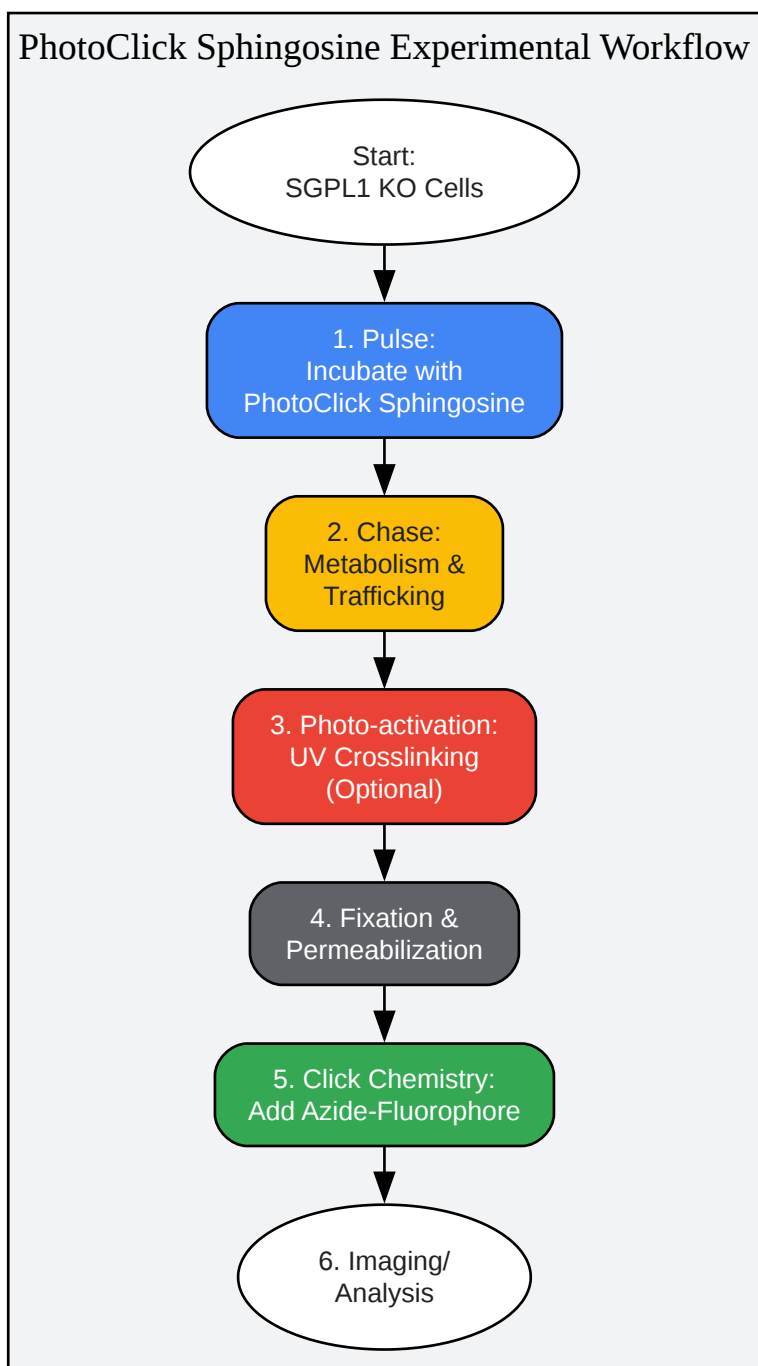 PhotoClick Sphingosine Experimental Workflow
Start:
SGPL1 KO Cells
1. Pulse:
Incubate with
PhotoClick Sphingosine
2. Chase:
Metabolism &
Trafficking
3. Photo-activation:
UV Crosslinking
(Optional)
4. Fixation &
Permeabilization
5. Click Chemistry:
Add Azide-Fluorophore
6. Imaging/
Analysis